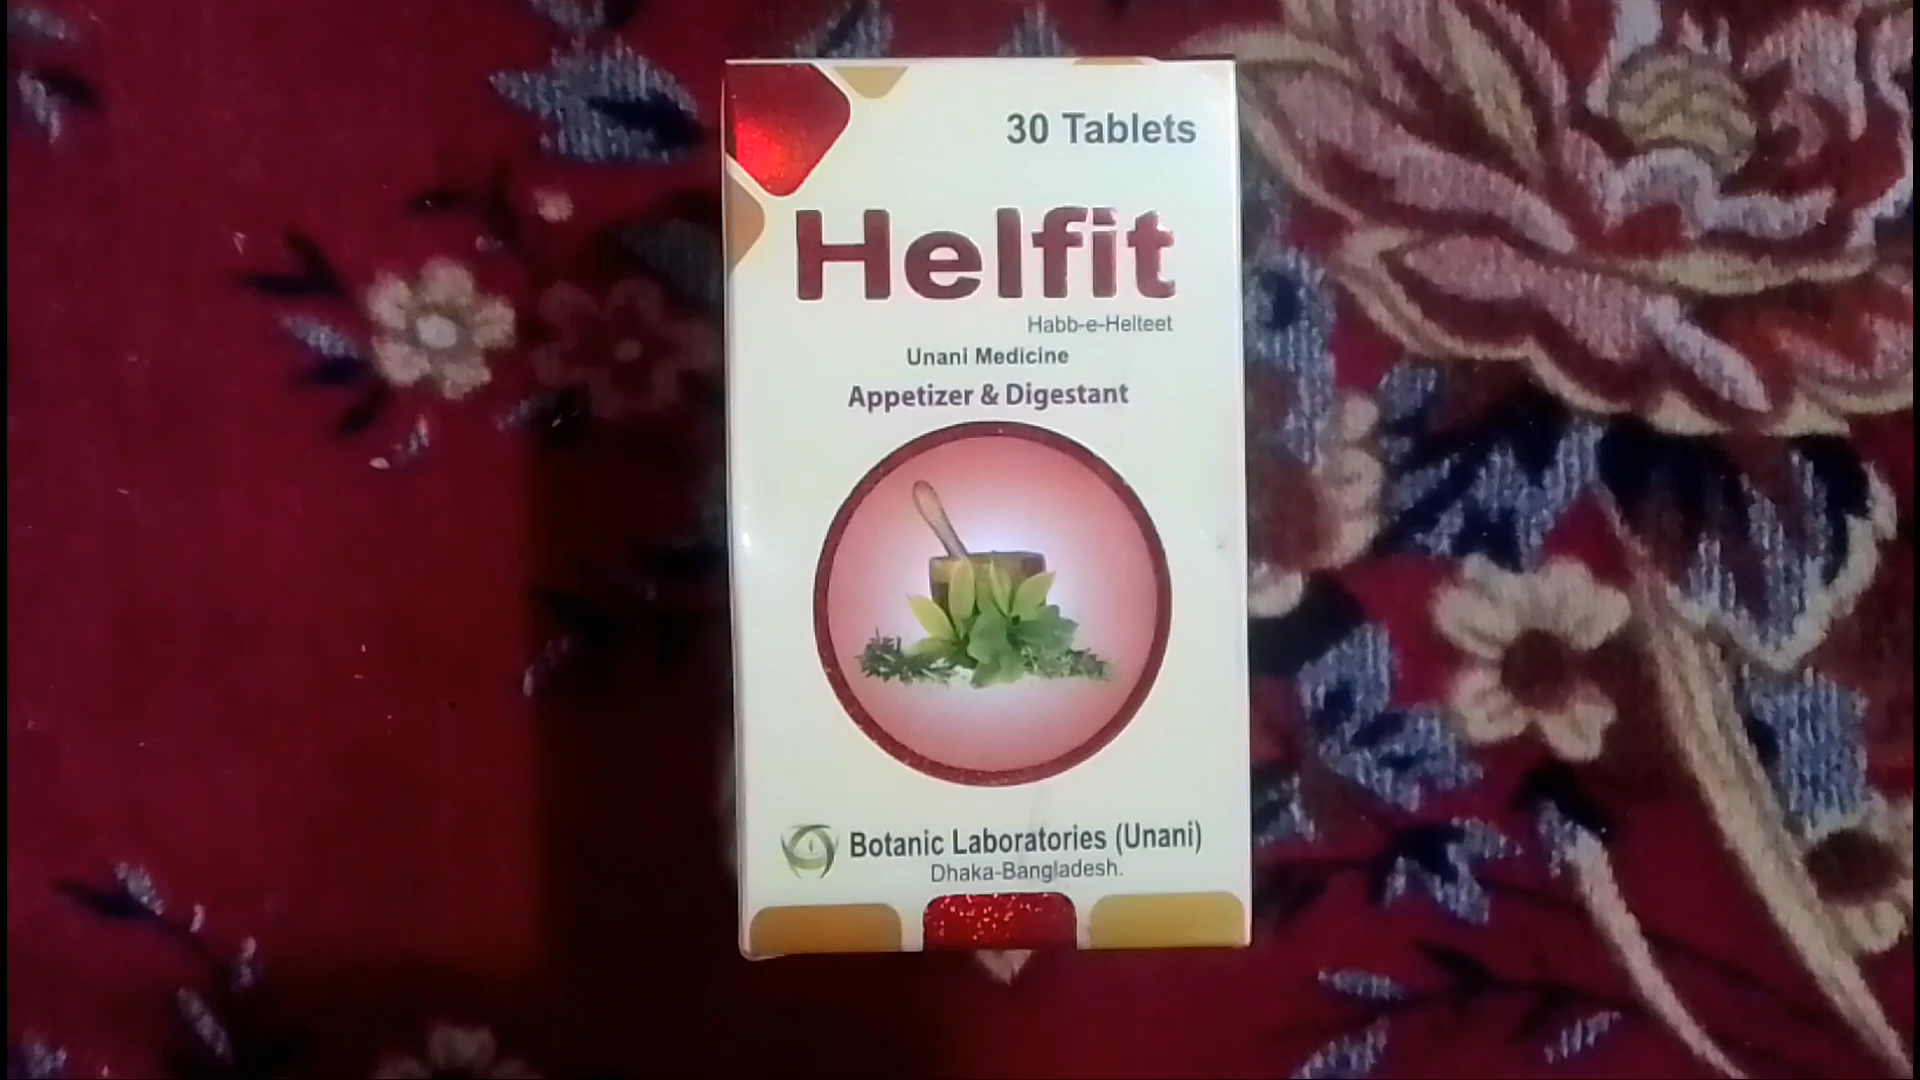 30 Tablets
Helfit
Habb-e-Helteet
Unani Medicine
Appetizer & Digestant
Botanic Laboratories (Unani)
Dhaka-Bangladesh.